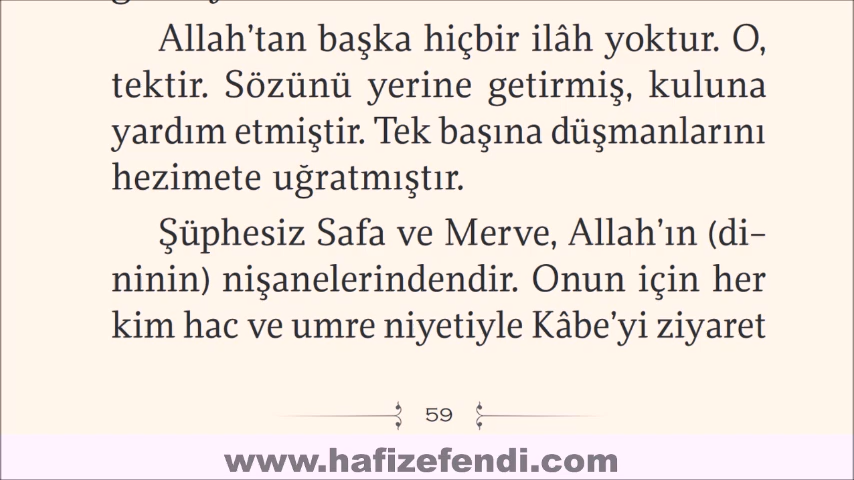 Allah’tan başka hiçbir ilâh yoktur. O,
tektir. Sözünü yerine getirmiş, kuluna
yardım etmiştir. Tek başına düşmanlarını
hezimete uğratmıştır.
Şüphesiz Safa ve Merve, Allah’ın (di–
ninin) nişanelerindendir. Onun için her
kim hac ve umre niyetiyle Kâbe’yi ziyaret
59
www.hafizefendi.com